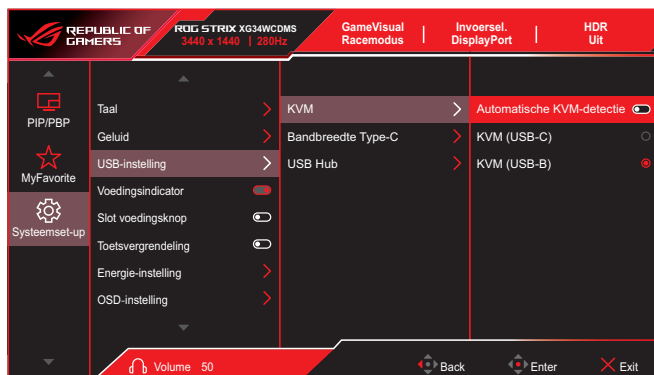 REPUBLIC OF
GAMERS
ROG STRIX XG34WCDMS
3440 x 1440 | 280Hz
GameVisual
Racemodus
Invoersel.
DisplayPort
HDR
Uit
PIP/PBP
MyFavorite
Systeemset-up
Taal
Geluid
USB-instelling
Voedingsindicator
Slot voedingsknop
Toetsvergrendeling
Energie-instelling
OSD-instelling
KVM
Bandbreedte Type-C
USB Hub
Automatische KVM-detectie
KVM (USB-C)
KVM (USB-B)
Volume 50
Back
Enter
Exit